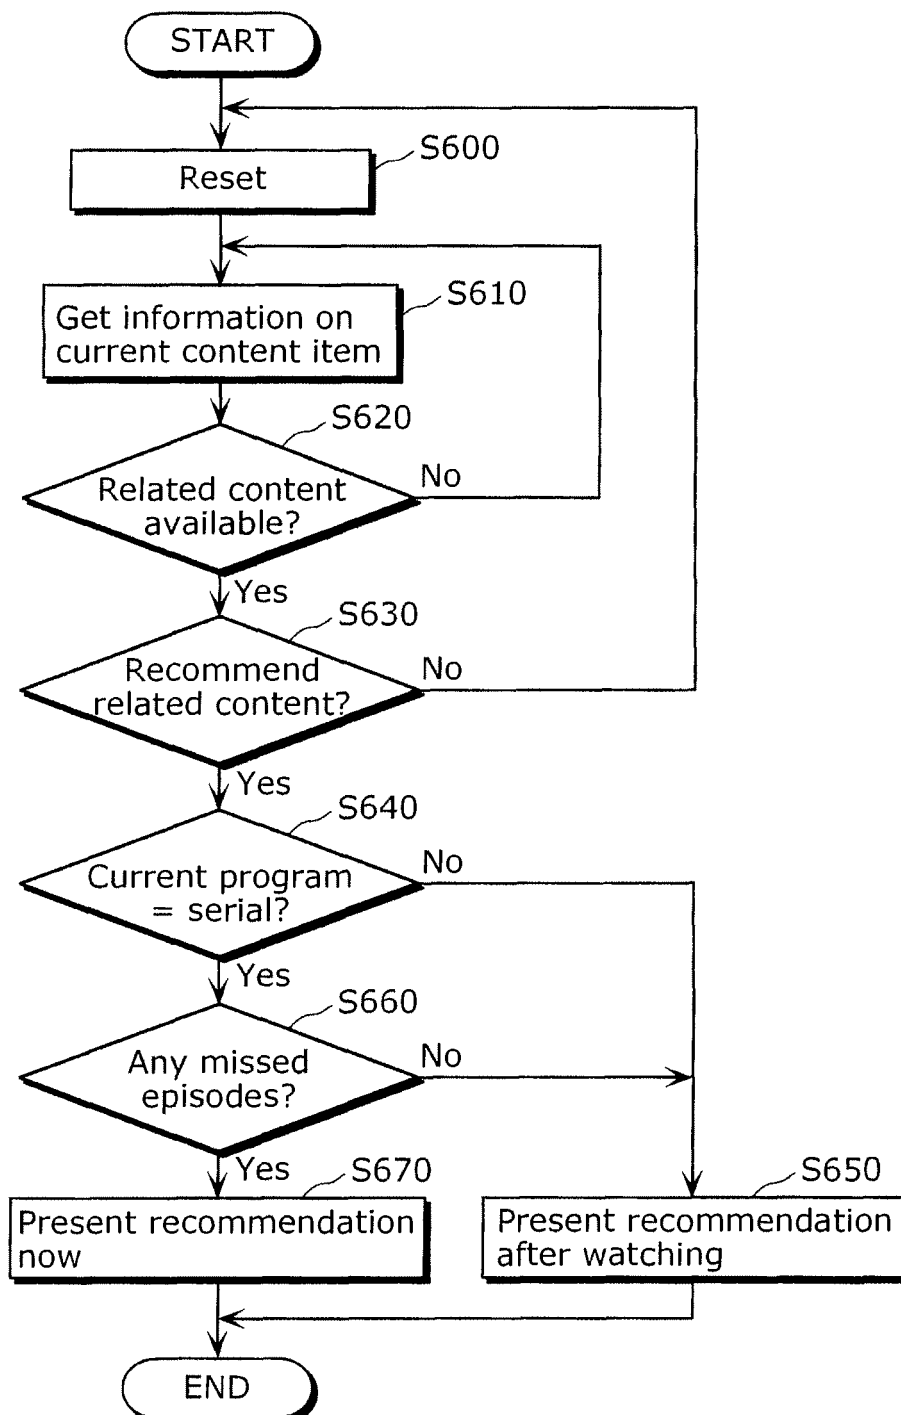 START
S600
Reset
S610
Get information on
current content item
S620
Related content
available?
No
Yes
S630
Recommend
related content?
No
Yes
S640
Current program
= serial?
No
Yes
S660
Any missed
episodes?
No
Yes
S670
Present recommendation
now
S650
Present recommendation
after watching
END